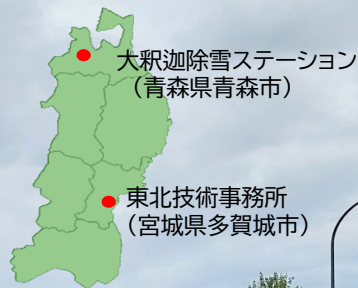 大釈迦除雪ステーション
（青森県青森市）
東北技術事務所
（宮城県多賀城市）